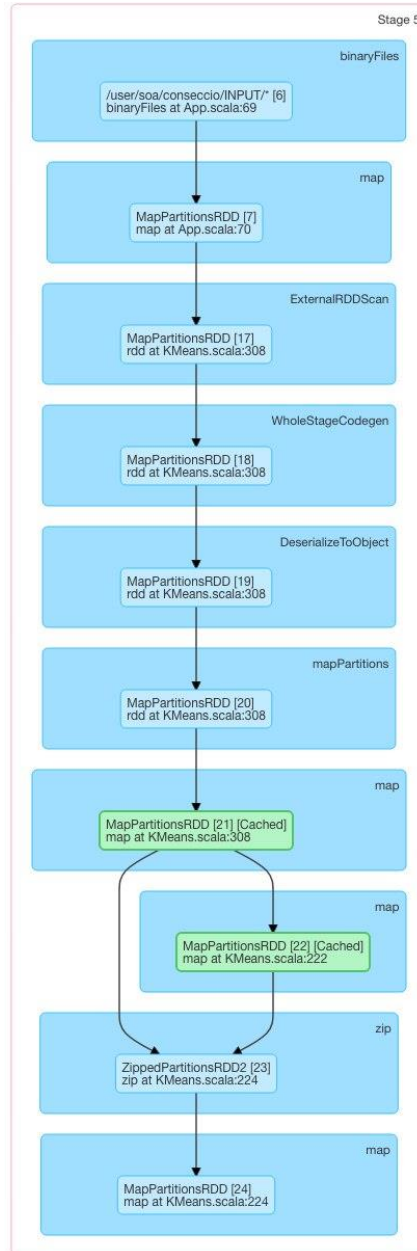 Stage 5
binaryFiles
/user/soa/conseccio/INPUT/* [6]
binaryFiles at App.scala:69
map
MapPartitionsRDD [7]
map at App.scala:70
ExternalRDDScan
MapPartitionsRDD [17]
rdd at KMeans.scala:308
WholeStageCodegen
MapPartitionsRDD [18]
rdd at KMeans.scala:308
DeserializeToObject
MapPartitionsRDD [19]
rdd at KMeans.scala:308
mapPartitions
MapPartitionsRDD [20]
rdd at KMeans.scala:308
map
MapPartitionsRDD [21] [Cached]
map at KMeans.scala:308
map
MapPartitionsRDD [22] [Cached]
map at KMeans.scala:222
zip
ZippedPartitionsRDD2 [23]
zip at KMeans.scala:224
map
MapPartitionsRDD [24]
map at KMeans.scala:224